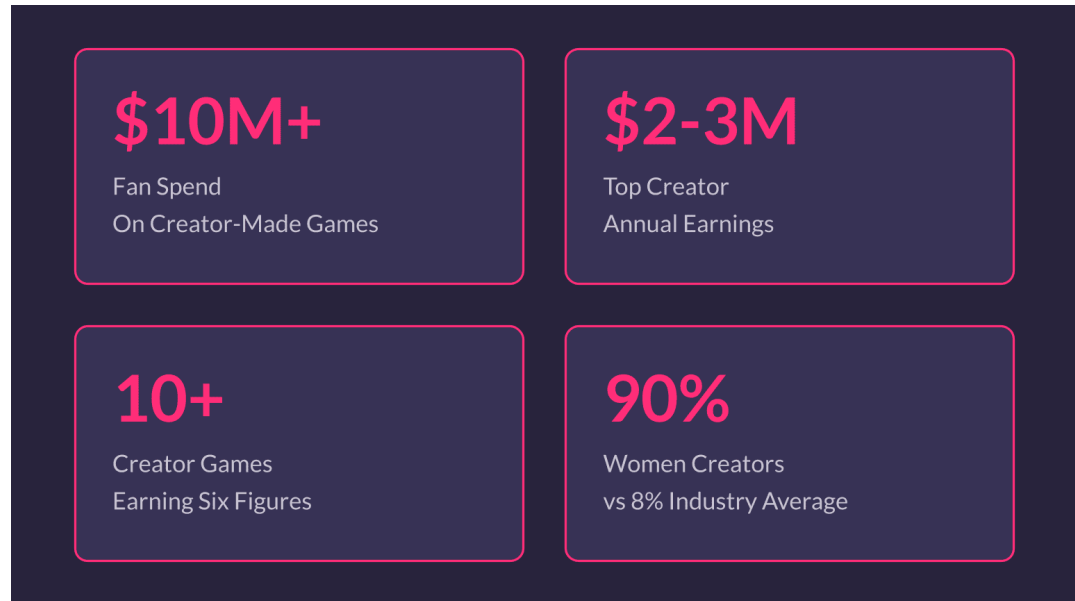 $10M+
Fan Spend
On Creator-Made Games
$2-3M
Top Creator
Annual Earnings
10+
Creator Games
Earning Six Figures
90%
Women Creators
vs 8% Industry Average